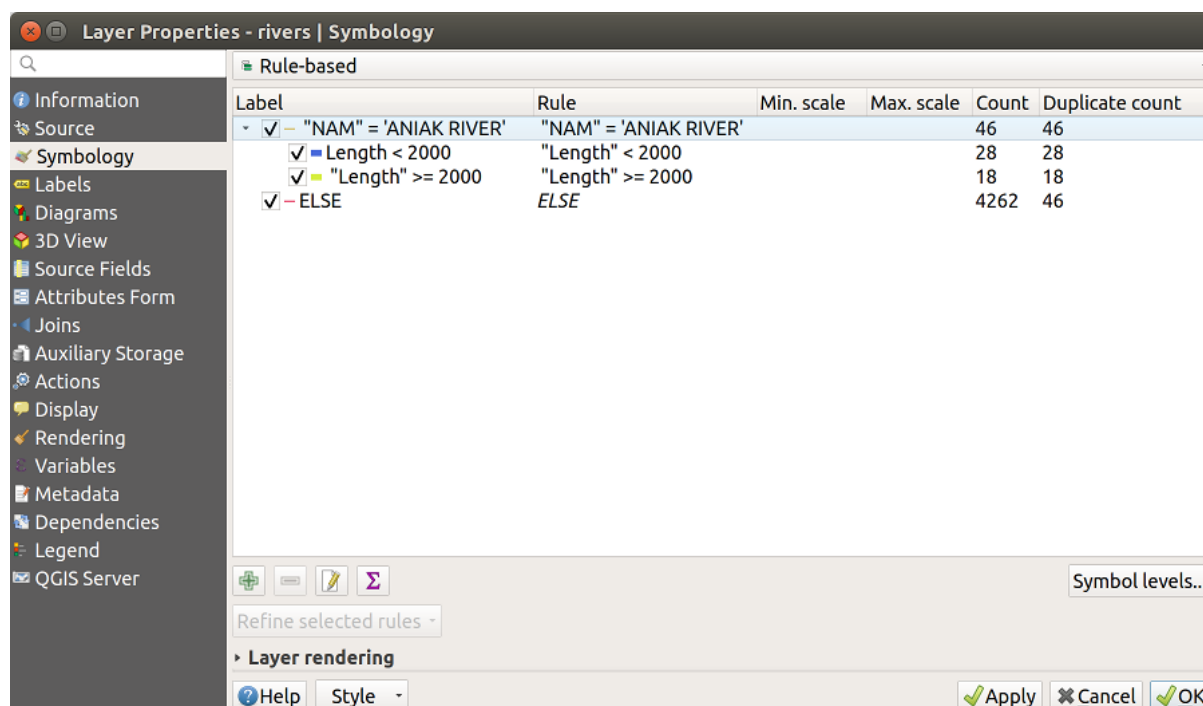 Layer Properties - rivers | Symbology
Rule-based
Information
Source
Symbology
Labels
Diagrams
3D View
Source Fields
Attributes Form
Joins
Auxiliary Storage
Actions
Display
Rendering
Variables
Metadata
Dependencies
Legend
QGIS Server
Label Rule Min. scale Max. scale Count Duplicate count
"NAM" = 'ANIAK RIVER' "NAM" = 'ANIAK RIVER' 46 46
Length < 2000 "Length" < 2000 28 28
"Length" >= 2000 "Length" >= 2000 18 18
ELSE ELSE 4262 46
Σ
Symbol levels..
Refine selected rules
Layer rendering
Help Style Apply Cancel OK